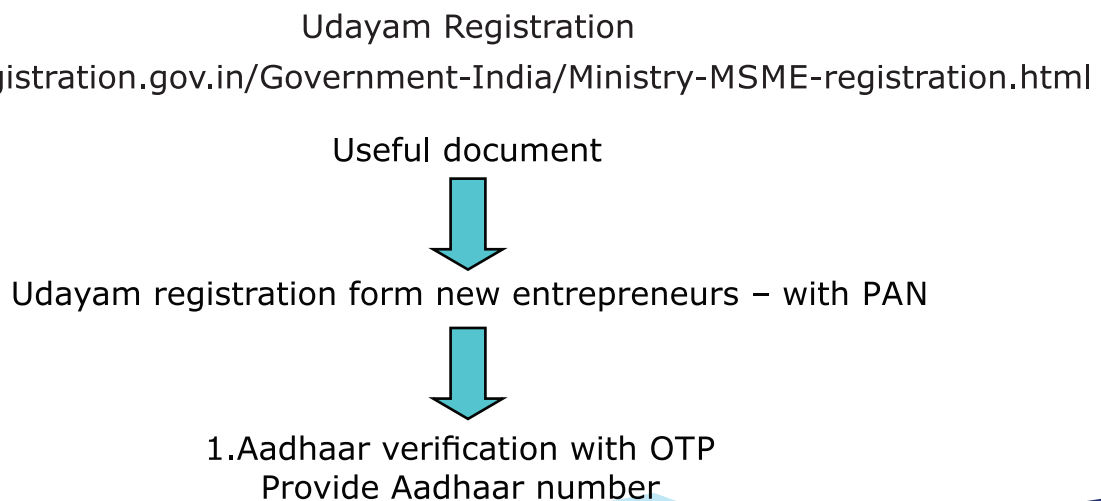 Udayam Registration
gistration.gov.in/Government-India/Ministry-MSME-registration.html
Useful document
Udayam registration form new entrepreneurs – with PAN
1.Aadhaar verification with OTP
Provide Aadhaar number